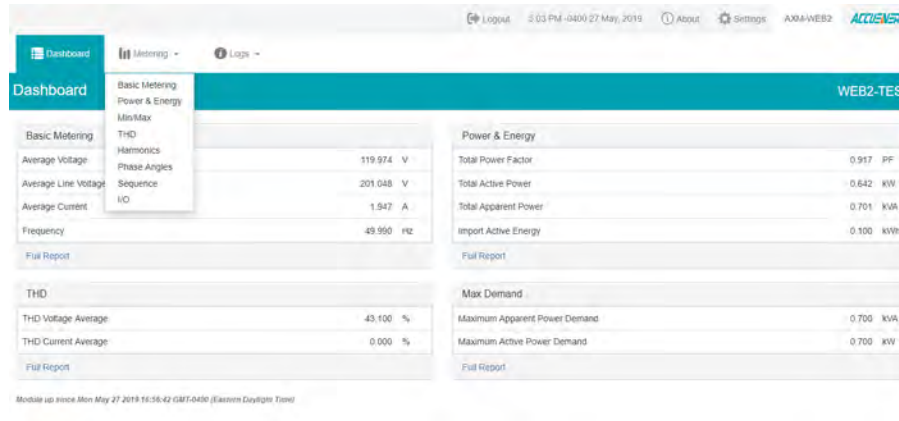 Logout 3:03 PM -0400 27 May, 2019 About Settings AXM-WEB2 ACCUENER
Dashboard Metering Logs
Dashboard WEB2-TES
Basic Metering
Power & Energy
Min/Max
THD
Harmonics
Phase Angles
Sequence
I/O
Basic Metering
Average Voltage 119.974 V
Average Line Voltage 201.048 V
Average Current 1.947 A
Frequency 49.990 Hz
Full Report
Power & Energy
Total Power Factor 0.917 PF
Total Active Power 0.642 kW
Total Apparent Power 0.701 kVA
Import Active Energy 0.100 kWh
Full Report
THD
THD Voltage Average 43.100 %
THD Current Average 0.000 %
Full Report
Max Demand
Maximum Apparent Power Demand 0.700 kVA
Maximum Active Power Demand 0.700 kW
Full Report
Module up since Mon May 27 2019 16:56:42 GMT-0400 (Eastern Daylight Time)